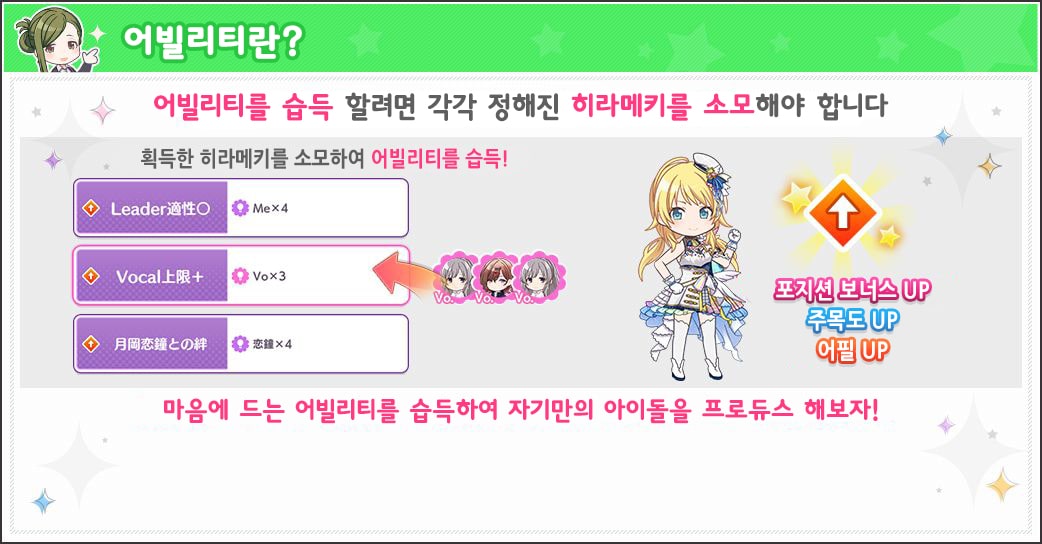 어빌리티란?
어빌리티를 습득 할려면 각각 정해진 히라메키를 소모해야 합니다
획득한 히라메키를 소모하여 어빌리티를 습득!
Leader適性〇 Me×4
Vocal上限＋ Vo×3
Vo. Vo. Vo.
月岡恋鐘との絆 恋鐘×4
포지션 보너스 UP
주목도 UP
어필 UP
마음에 드는 어빌리티를 습득하여 자기만의 아이돌을 프로듀스 해보자!